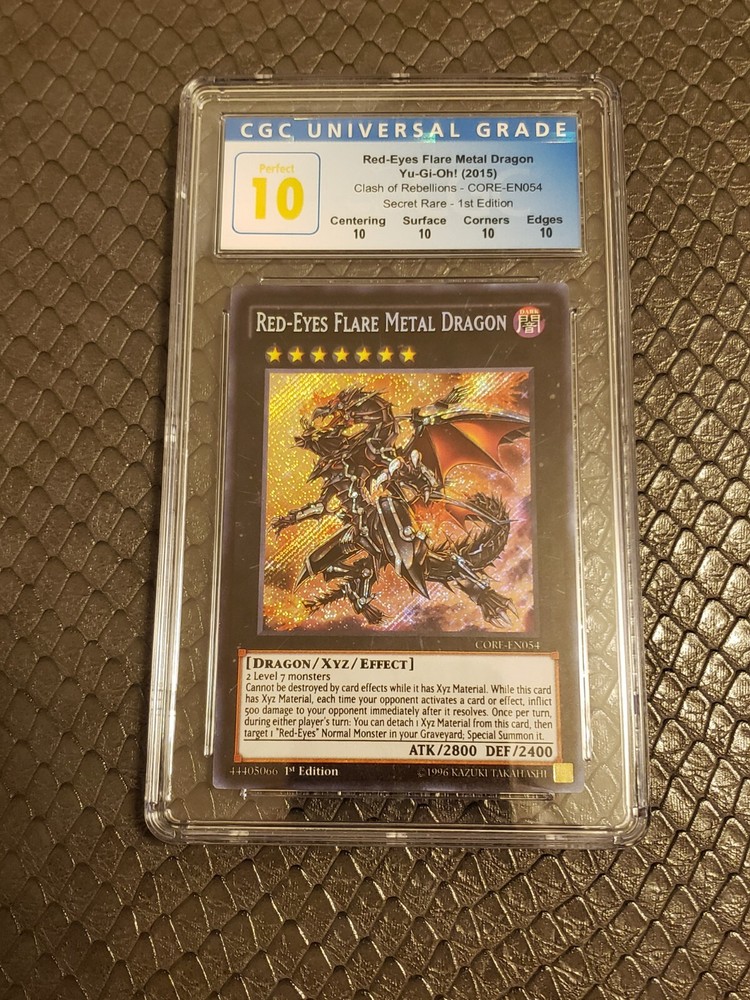 CGC UNIVERSAL GRADE
Perfect
10
Red-Eyes Flare Metal Dragon
Yu-Gi-Oh! (2015)
Clash of Rebellions - CORE-EN054
Secret Rare - 1st Edition
Centering Surface Corners Edges
10 10 10 10
RED-EYES FLARE METAL DRAGON
DARK
闇
CORE-EN054
[DRAGON/XYZ/EFFECT]
2 Level 7 monsters
Cannot be destroyed by card effects while it has Xyz Material. While this card
has Xyz Material, each time your opponent activates a card or effect, inflict
500 damage to your opponent immediately after it resolves. Once per turn,
during either player's turn: You can detach 1 Xyz Material from this card, then
target 1 "Red-Eyes" Normal Monster in your Graveyard; Special Summon it.
ATK/2800 DEF/2400
44405066 1st Edition ©1996 KAZUKI TAKAHASHI